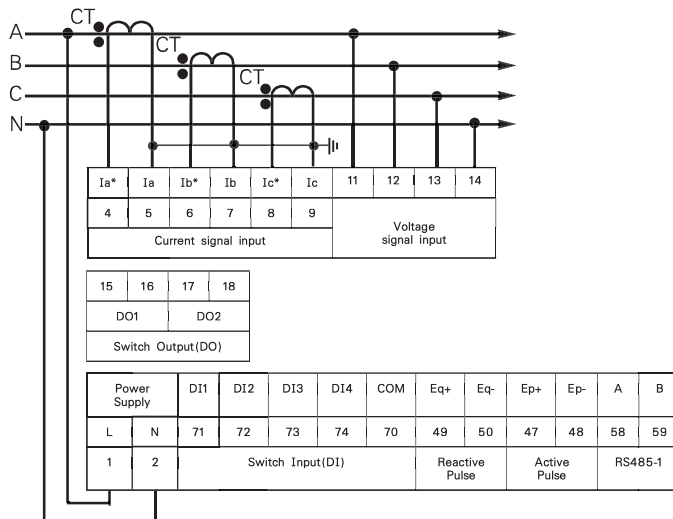 CT
A
CT
B
CT
C
N
Ia* Ia Ib* Ib Ic* Ic 11 12 13 14
4 5 6 7 8 9
Voltage
signal input
Current signal input
15 16 17 18
DO1 DO2
Switch Output(DO)
Power
Supply
DI1 DI2 DI3 DI4 COM Eq+ Eq- Ep+ Ep- A B
L N 71 72 73 74 70 49 50 47 48 58 59
1 2 Switch Input(DI)
Reactive
Pulse
Active
Pulse
RS485-1